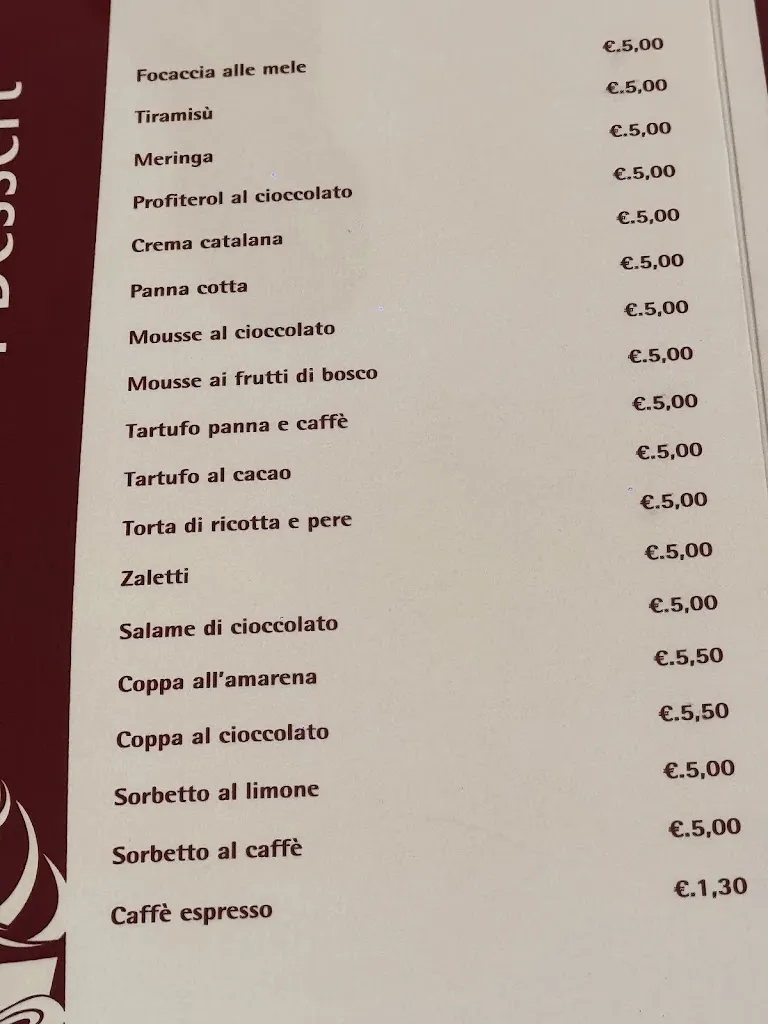 I Dessert
Focaccia alle mele €.5,00
Tiramisù €.5,00
Meringa €.5,00
Profiterol al cioccolato €.5,00
Crema catalana €.5,00
Panna cotta €.5,00
Mousse al cioccolato €.5,00
Mousse ai frutti di bosco €.5,00
Tartufo panna e caffè €.5,00
Tartufo al cacao €.5,00
Torta di ricotta e pere €.5,00
Zaletti €.5,00
Salame di cioccolato €.5,00
Coppa all'amarena €.5,50
Coppa al cioccolato €.5,50
Sorbetto al limone €.5,00
Sorbetto al caffè €.5,00
Caffè espresso €.1,30